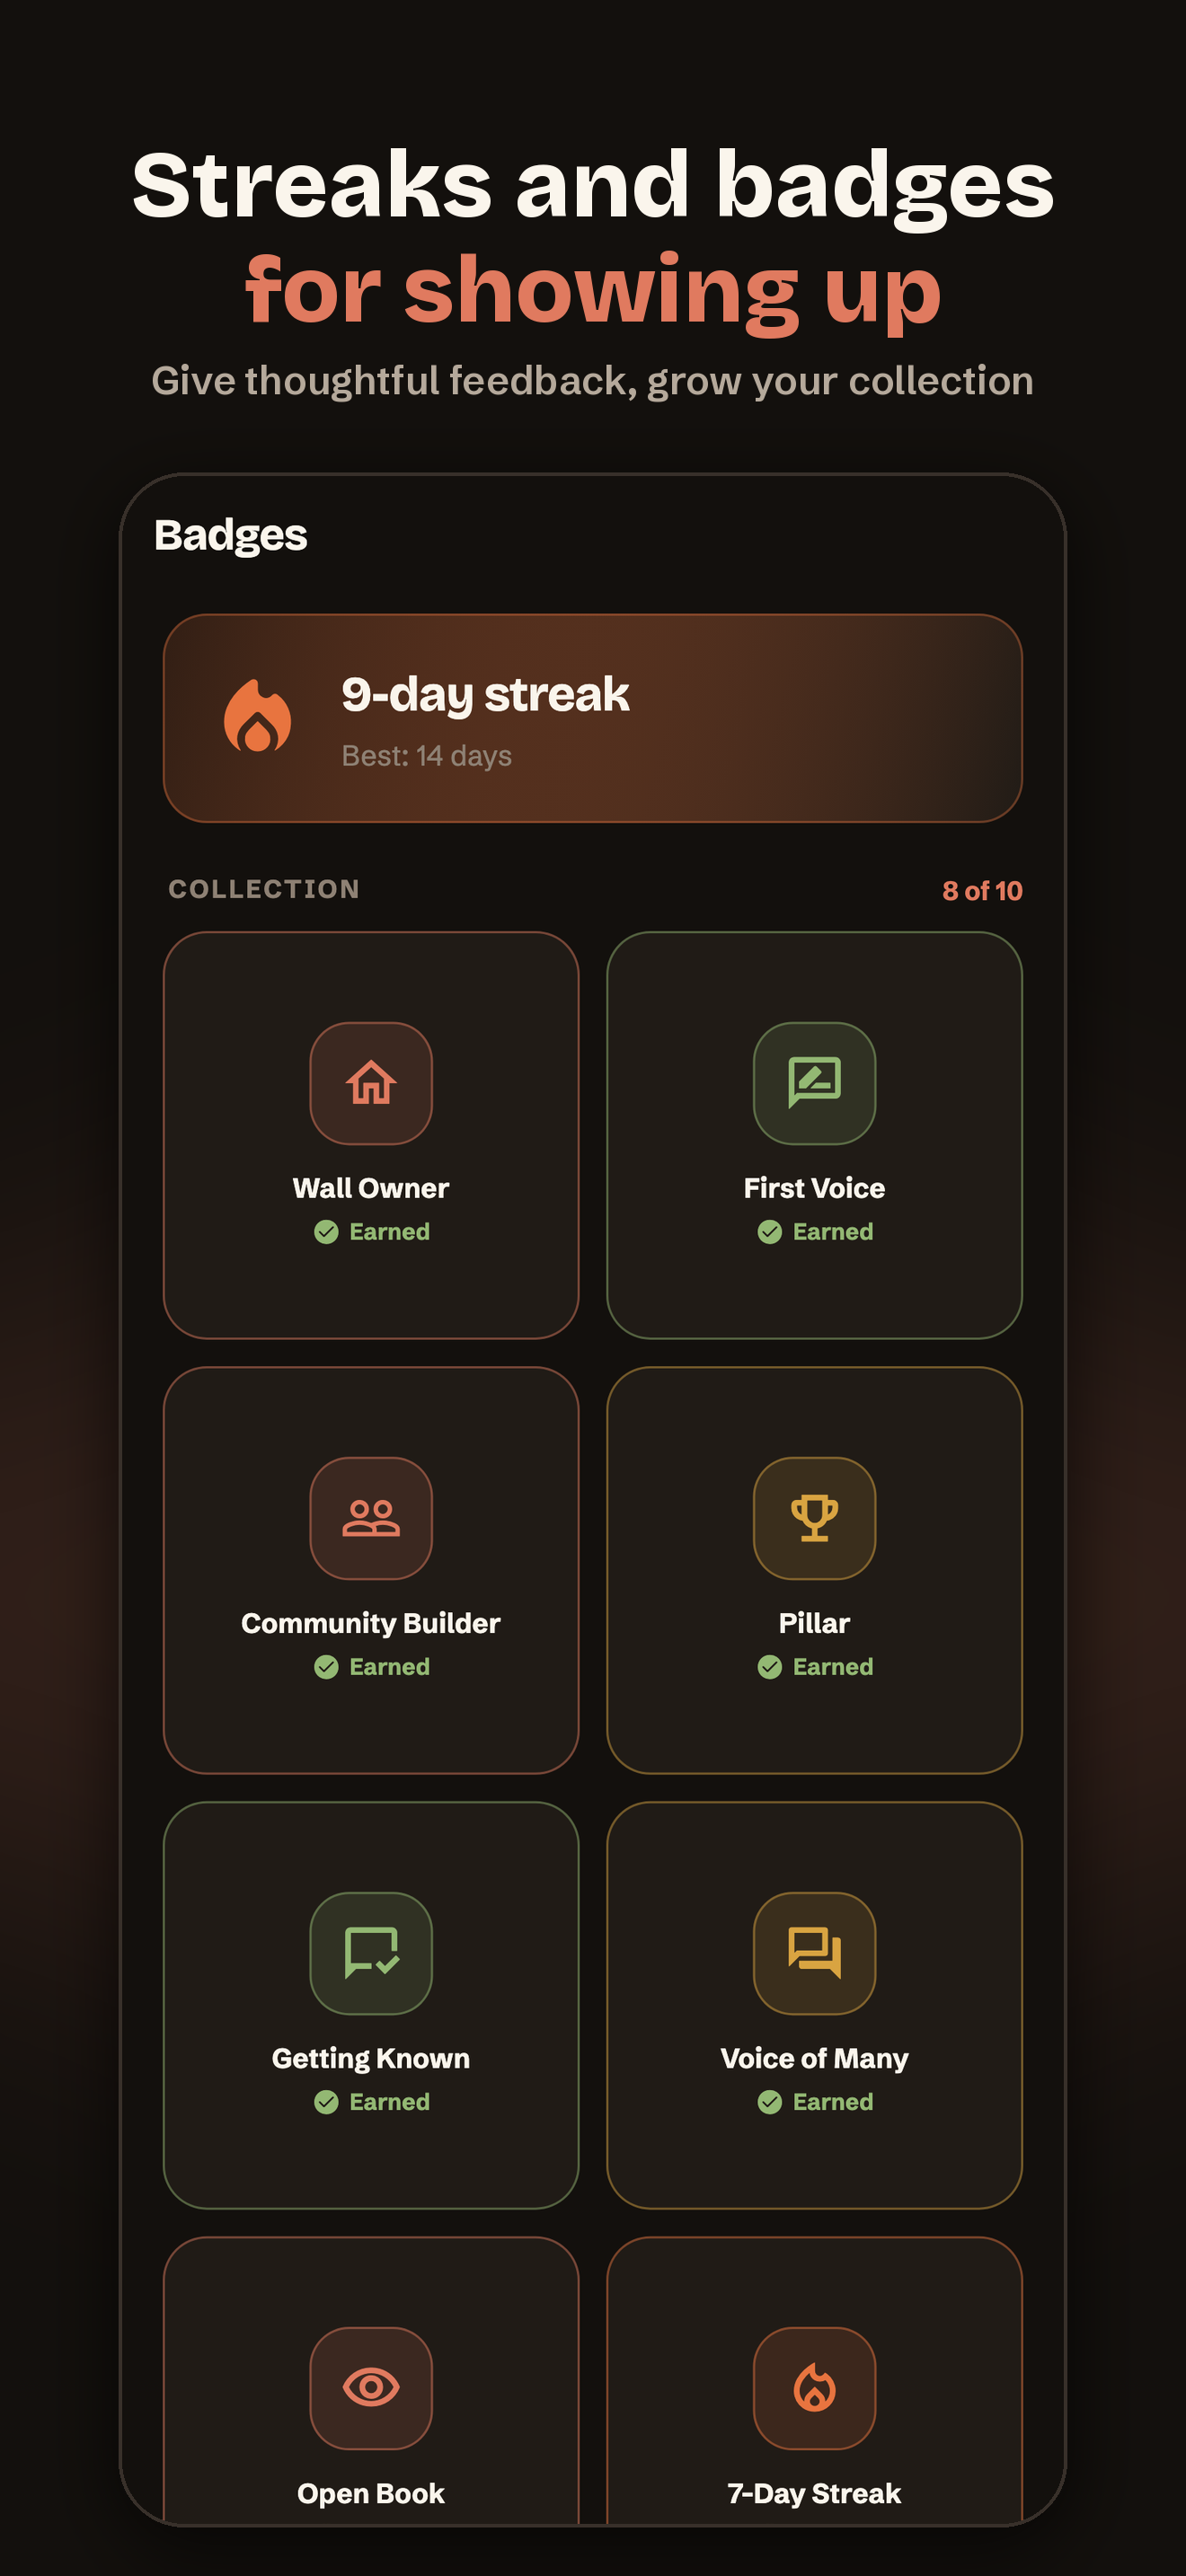 Streaks and badges
for showing up
Give thoughtful feedback, grow your collection
Badges
9-day streak
Best: 14 days
COLLECTION
8 of 10
Wall Owner
Earned
First Voice
Earned
Community Builder
Earned
Pillar
Earned
Getting Known
Earned
Voice of Many
Earned
Open Book
7-Day Streak